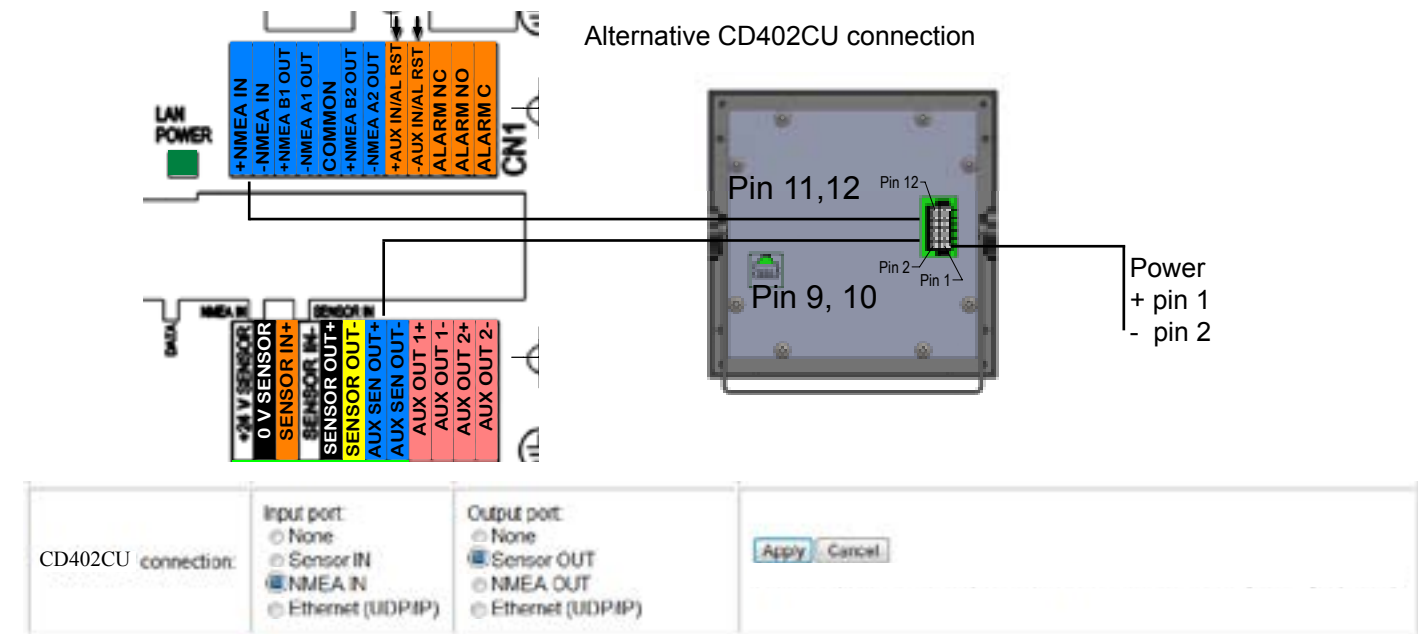 Alternative CD402CU connection
LAN
POWER
+NMEA IN
-NMEA IN
+NMEA B1 OUT
-NMEA A1 OUT
COMMON
+NMEA B2 OUT
-NMEA A2 OUT
+AUX IN/AL RST
-AUX IN/AL RST
ALARM NC
ALARM NO
ALARM C
CN1
Pin 11,12
Pin 12
Pin 2
Pin 1
Pin 9, 10
Power
+ pin 1
- pin 2
DATA
NMEA IN
SENSOR IN
+24 V SENSOR
0 V SENSOR
SENSOR IN+
SENSOR IN-
SENSOR OUT+
SENSOR OUT-
AUX SEN OUT+
AUX SEN OUT-
AUX OUT 1+
AUX OUT 1-
AUX OUT 2+
AUX OUT 2-
CD402CU connection:
Input port:
None
Sensor IN
NMEA IN
Ethernet (UDP/IP)
Output port:
None
Sensor OUT
NMEA OUT
Ethernet (UDP/IP)
Apply Cancel